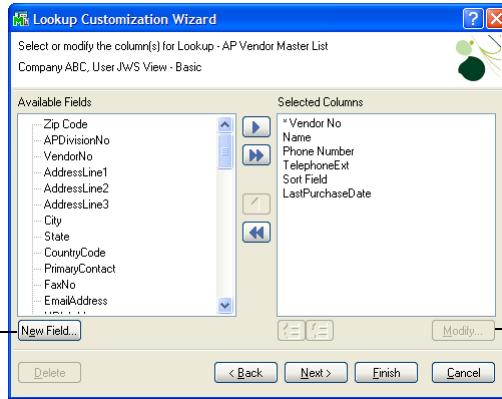 Lookup Customization Wizard
Select or modify the column(s) for Lookup - AP Vendor Master List
Company ABC, User JWS View - Basic
Available Fields
Zip Code
APDivisionNo
VendorNo
AddressLine1
AddressLine2
AddressLine3
City
State
CountryCode
PrimaryContact
FaxNo
EmailAddress
Selected Columns
* Vendor No
Name
Phone Number
TelephoneExt
Sort Field
LastPurchaseDate
New Field...
Modify...
Delete
< Back
Next >
Finish
Cancel